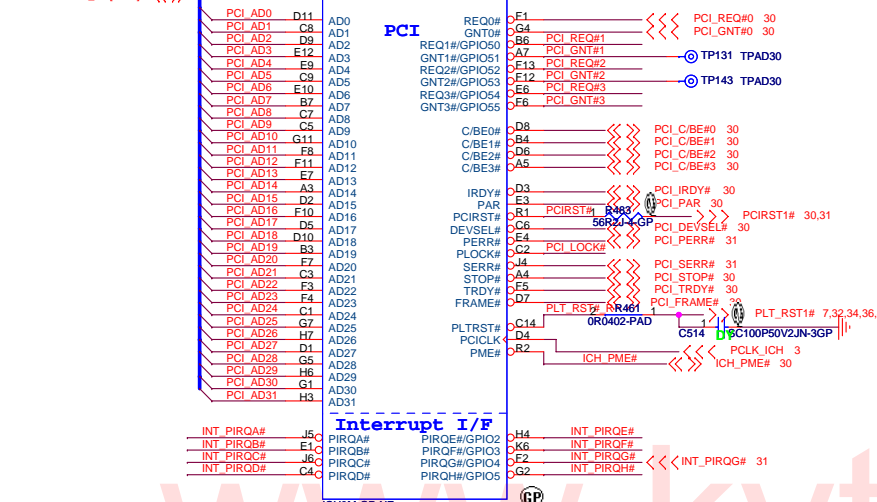 PCI
PCI_AD0 D11 AD0 REQ0# F1 PCI_REQ#0 30
PCI_AD1 C8 AD1 GNT0# G4 PCI_GNT#0 30
PCI_AD2 D9 AD2 REQ1#/GPIO50 B6 PCI_REQ#1
PCI_AD3 E12 AD3 GNT1#/GPIO51 A7 PCI_GNT#1 TP131 TPAD30
PCI_AD4 E9 AD4 REQ2#/GPIO52 F13 PCI_REQ#2
PCI_AD5 C9 AD5 GNT2#/GPIO53 F12 PCI_GNT#2 TP143 TPAD30
PCI_AD6 E10 AD6 REQ3#/GPIO54 E6 PCI_REQ#3
PCI_AD7 B7 AD7 GNT3#/GPIO55 F6 PCI_GNT#3
PCI_AD8 C7 AD8
PCI_AD9 C5 AD9 C/BE0# D8 PCI_C/BE#0 30
PCI_AD10 G11 AD10 C/BE1# B4 PCI_C/BE#1 30
PCI_AD11 F8 AD11 C/BE2# D6 PCI_C/BE#2 30
PCI_AD12 F11 AD12 C/BE3# A5 PCI_C/BE#3 30
PCI_AD13 E7 AD13
PCI_AD14 A3 AD14 IRDY# D3 PCI_IRDY# 30
PCI_AD15 D2 AD15 PAR E3 PCI_PAR 30
PCI_AD16 F10 AD16 PCIRST# R1 PCIRST# 1 R483 PCIRST1# 30,31
56R2J-4-GP
PCI_AD17 D5 AD17 DEVSEL# C6 PCI_DEVSEL# 30
PCI_AD18 D10 AD18 PERR# E4 PCI_PERR# 31
PCI_AD19 B3 AD19 PLOCK# C2 PCI_LOCK#
PCI_AD20 F7 AD20 SERR# J4 PCI_SERR# 31
PCI_AD21 C3 AD21 STOP# A4 PCI_STOP# 30
PCI_AD22 F3 AD22 TRDY# F5 PCI_TRDY# 30
PCI_AD23 F4 AD23 FRAME# D7 PCI_FRAME#
PCI_AD24 C1 AD24 PLT_RST#_R R461 1 PLT_RST1# 7,32,34,36,
PCI_AD25 G7 AD25 PLTRST# C14 0R0402-PAD
C514 1 SC100P50V2JN-3GP
PCI_AD26 H7 AD26 PCICLK D4
PCI_AD27 D1 AD27 PME# R2 PCLK_ICH 3
PCI_AD28 G5 AD28 ICH_PME# ICH_PME# 30
PCI_AD29 H6 AD29
PCI_AD30 G1 AD30
PCI_AD31 H3 AD31
Interrupt I/F
INT_PIRQA# J5 PIRQA# PIRQE#/GPIO2 H4 INT_PIRQE#
INT_PIRQB# E1 PIRQB# PIRQF#/GPIO3 K6 INT_PIRQF#
INT_PIRQC# J6 PIRQC# PIRQG#/GPIO4 F2 INT_PIRQG# INT_PIRQG# 31
INT_PIRQD# C4 PIRQD# PIRQH#/GPIO5 G2 INT_PIRQH#
GP